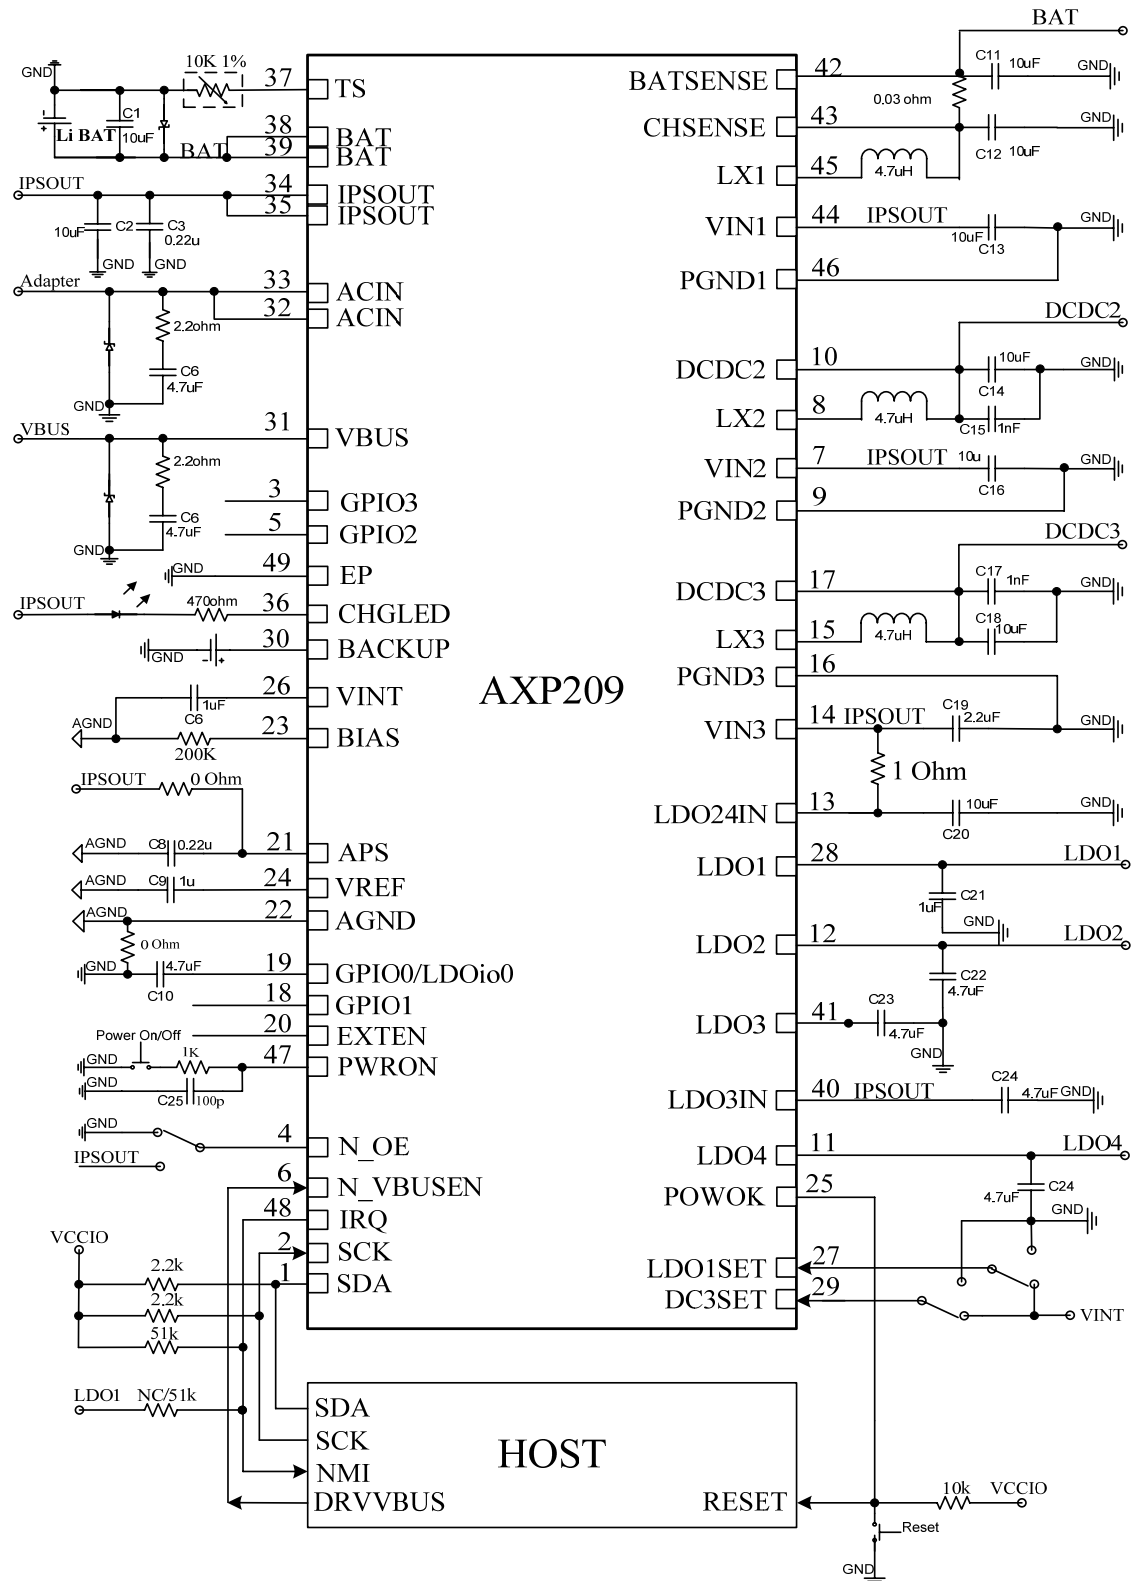 BAT
GND
10K 1%
37
TS
C1
Li BAT
10uF
38
BAT
BAT
39
BAT
IPSOUT
34
IPSOUT
35
IPSOUT
10uF
C2
C3
0.22u
GND
GND
Adapter
33
ACIN
32
ACIN
2.2ohm
C6
4.7uF
GND
VBUS
31
VBUS
2.2ohm
C6
4.7uF
GND
3
GPIO3
5
GPIO2
GND
49
EP
IPSOUT
470ohm
36
CHGLED
GND
- +
30
BACKUP
AGND
1uF
C6
26
VINT
200K
23
BIAS
IPSOUT
0 Ohm
AGND
C8
0.22u
21
APS
AGND
C9
1u
24
VREF
AGND
22
AGND
0 Ohm
GND
4.7uF
C10
19
GPIO0/LDOio0
18
GPIO1
20
EXTEN
Power On/Off
GND
1K
47
PWRON
GND
C25
100p
GND
4
N_OE
IPSOUT
6
N_VBUSEN
48
IRQ
VCCIO
2
SCK
2.2k
1
SDA
2.2k
51k
LDO1
NC/51k
AXP209
BATSENSE
42
C11
10uF
GND
0.03 ohm
CHSENSE
43
C12
10uF
GND
LX1
45
4.7uH
VIN1
44
IPSOUT
10uF
C13
GND
PGND1
46
DCDC2
DCDC2
10
10uF
C14
GND
LX2
8
4.7uH
C15
1nF
VIN2
7
IPSOUT
10u
C16
GND
PGND2
9
DCDC3
DCDC3
17
C17
1nF
GND
LX3
15
4.7uH
C18
10uF
PGND3
16
VIN3
14
IPSOUT
C19
2.2uF
GND
1 Ohm
LDO24IN
13
10uF
C20
GND
LDO1
28
LDO1
C21
1uF
GND
LDO2
12
LDO2
C22
4.7uF
LDO3
41
C23
4.7uF
GND
LDO3IN
40
IPSOUT
C24
4.7uF
GND
LDO4
11
LDO4
C24
4.7uF
GND
POWOK
25
LDO1SET
27
DC3SET
29
VINT
HOST
SDA
SCK
NMI
DRVVBUS
RESET
10k
VCCIO
Reset
GND